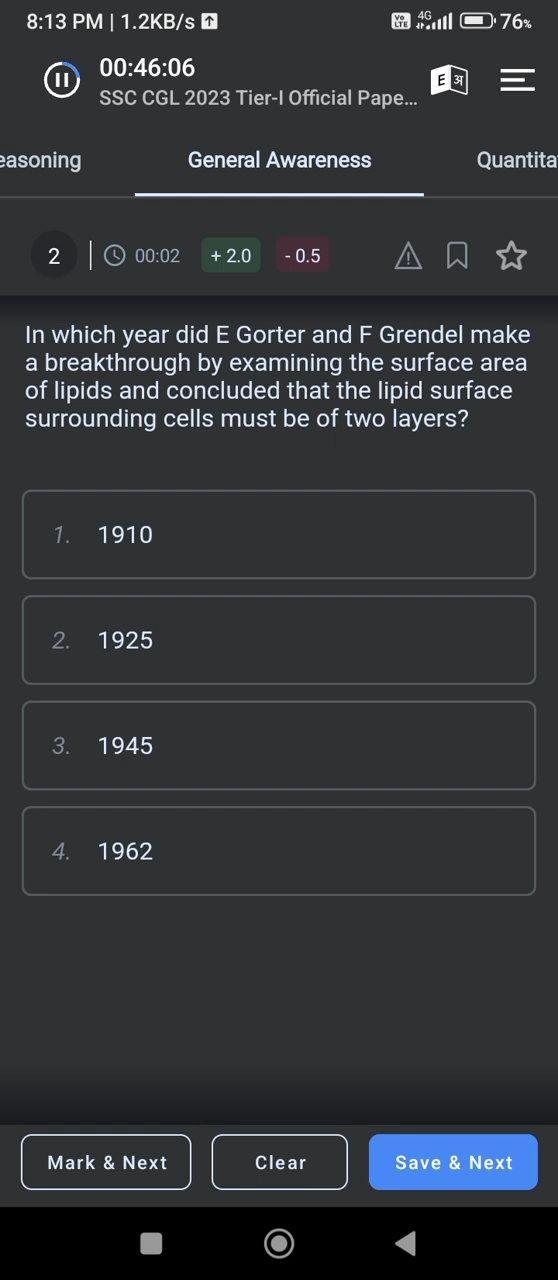 8:13 PM | 1.2KB/s
Vo LTE 4G 76%
00:46:06
SSC CGL 2023 Tier-I Official Pape...
E अ
easoning General Awareness Quantita
2 | 00:02 + 2.0 - 0.5
In which year did E Gorter and F Grendel make
a breakthrough by examining the surface area
of lipids and concluded that the lipid surface
surrounding cells must be of two layers?
1. 1910
2. 1925
3. 1945
4. 1962
Mark & Next Clear Save & Next